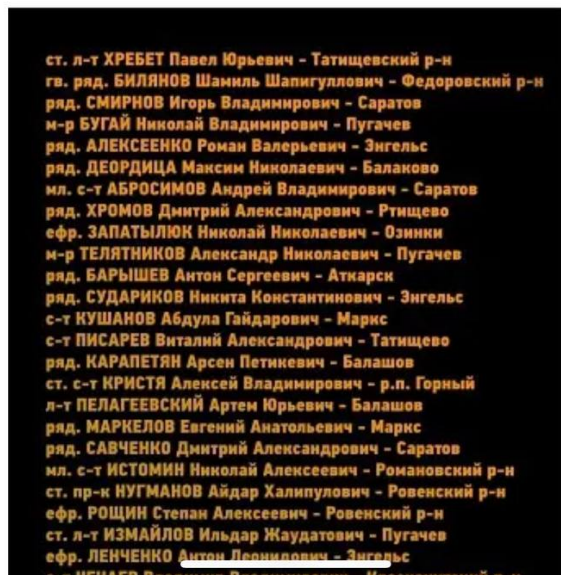 ст. л-т ХРЕБЕТ Павел Юрьевич - Татищевский р-н
гв. ряд. БИЛЯНОВ Шамиль Шапигуллович - Федоровский р-н
ряд. СМИРНОВ Игорь Владимирович - Саратов
м-р БУГАЙ Николай Владимирович - Пугачев
ряд. АЛЕКСЕЕНКО Роман Валерьевич - Энгельс
ряд. ДЕОРДИЦА Максим Николаевич - Балаково
мл. с-т АБРОСИМОВ Андрей Владимирович - Саратов
ряд. ХРОМОВ Дмитрий Александрович - Ртищево
ефр. ЗАПАТЫЛЮК Николай Николаевич - Озинки
м-р ТЕЛЯТНИКОВ Александр Николаевич - Пугачев
ряд. БАРЫШЕВ Антон Сергеевич - Аткарск
ряд. СУДАРИКОВ Никита Константинович - Энгельс
с-т КУШАНОВ Абдула Гайдарович - Маркс
с-т ПИСАРЕВ Виталий Александрович - Татищево
ряд. КАРАПЕТЯН Арсен Петикевич - Балашов
ст. с-т КРИСТЯ Алексей Владимирович - р.п. Горный
л-т ПЕЛАГЕЕВСКИЙ Артем Юрьевич - Балашов
ряд. МАРКЕЛОВ Евгений Анатольевич - Маркс
ряд. САВЧЕНКО Дмитрий Александрович - Саратов
мл. с-т ИСТОМИН Николай Алексеевич - Романовский р-н
ст. пр-к НУГМАНОВ Айдар Халипулович - Ровенский р-н
ефр. РОЩИН Степан Алексеевич - Ровенский р-н
ст. л-т ИЗМАЙЛОВ Ильдар Жаудатович - Пугачев
ефр. ЛЕНЧЕНКО Антон Леонидович - Энгельс